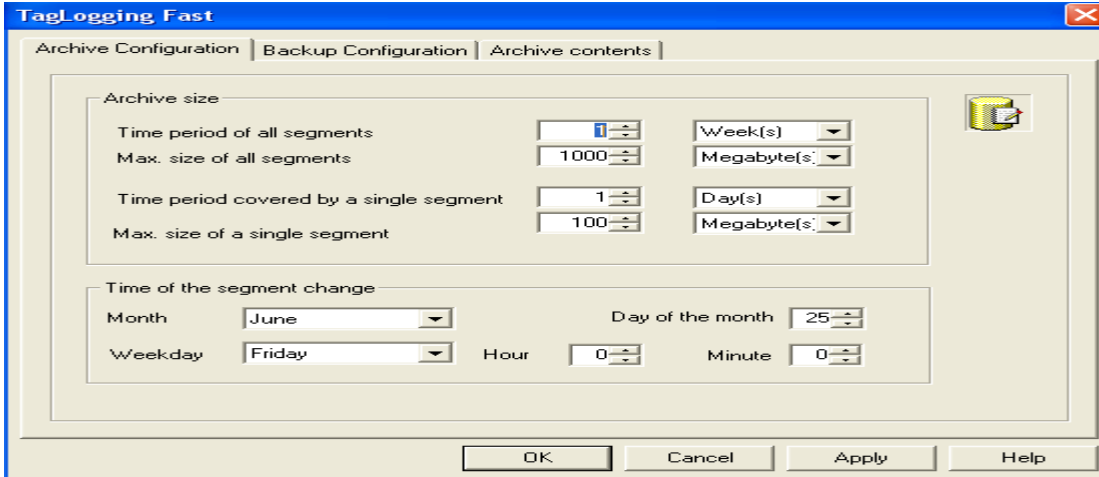 TagLogging Fast
Archive Configuration Backup Configuration Archive contents
Archive size
Time period of all segments 1 Week(s)
Max. size of all segments 1000 Megabyte(s)
Time period covered by a single segment 1 Day(s)
Max. size of a single segment 100 Megabyte(s)
Time of the segment change
Month June Day of the month 25
Weekday Friday Hour 0 Minute 0
OK Cancel Apply Help